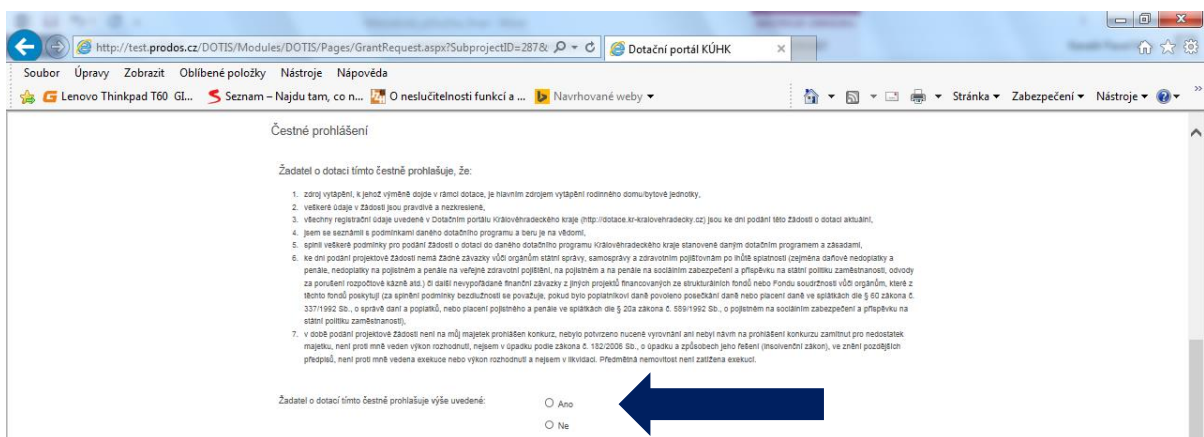 http://test.prodos.cz/DOTIS/Modules/DOTIS/Pages/GrantRequest.aspx?SubprojectID=287&
Dotační portál KÚHK
Soubor Úpravy Zobrazit Oblíbené položky Nástroje Nápověda
Lenovo Thinkpad T60 GI... Seznam – Najdu tam, co n... O neslučitelnosti funkcí a ... Navrhované weby Stránka Zabezpečení Nástroje
Čestné prohlášení
Žadatel o dotaci tímto čestně prohlašuje, že:
1. zdroj vytápění, k jehož výměně dojde v rámci dotace, je hlavním zdrojem vytápění rodinného domu/bytové jednotky,
2. veškeré údaje v žádosti jsou pravdivé a nezkreslené,
3. všechny registrační údaje uvedené v Dotačním portálu Královéhradeckého kraje (http://dotace.kr-kralovehradecky.cz) jsou ke dni podání této žádosti o dotaci aktuální,
4. jsem se seznámil s podmínkami daného dotačního programu a beru je na vědomí,
5. splnil veškeré podmínky pro podání žádosti o dotaci do daného dotačního programu Královéhradeckého kraje stanovené daným dotačním programem a zásadami,
6. ke dni podání projektové žádosti nemá žádné závazky vůči orgánům státní správy, samosprávy a zdravotním pojišťovnám po lhůtě splatnosti (zejména daňové nedoplatky a
penále, nedoplatky na pojistném a penále na veřejné zdravotní pojištění, na pojistném a na penále na sociálním zabezpečení a příspěvku na státní politiku zaměstnanosti, odvody
za porušení rozpočtové kázně atd.) či další nevypořádané finanční závazky z jiných projektů financovaných ze strukturálních fondů nebo Fondu soudržnosti vůči orgánům, které z
těchto fondů poskytují (za splnění podmínky bezdlužnosti se považuje, pokud bylo poplatníkovi daně povoleno posečkání daně nebo placení daně ve splátkách dle § 60 zákona č.
337/1992 Sb., o správě daní a poplatků, nebo placení pojistného a penále ve splátkách dle § 20a zákona č. 589/1992 Sb., o pojistném na sociálním zabezpečení a příspěvku na
státní politiku zaměstnanosti),
7. v době podání projektové žádosti není na můj majetek prohlášen konkurz, nebylo potvrzeno nucené vyrovnání ani nebyl návrh na prohlášení konkurzu zamítnut pro nedostatek
majetku, není proti mně veden výkon rozhodnutí, nejsem v úpadku podle zákona č. 182/2006 Sb., o úpadku a způsobech jeho řešení (insolvenční zákon), ve znění pozdějších
předpisů, není proti mně vedena exekuce nebo výkon rozhodnutí a nejsem v likvidaci. Předmětná nemovitost není zatížena exekucí.
Žadatel o dotací tímto čestně prohlašuje výše uvedené:
Ano
Ne